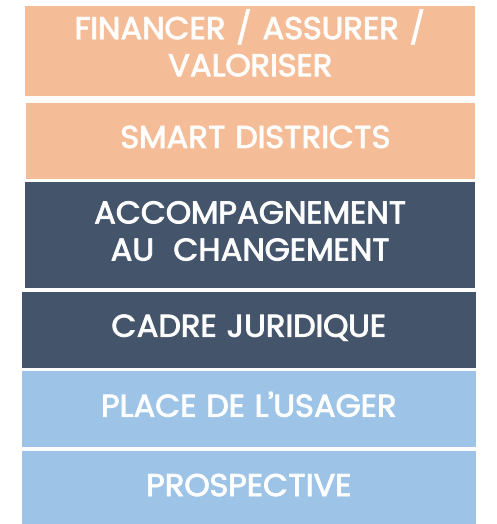 FINANCER / ASSURER /
VALORISER
SMART DISTRICTS
ACCOMPAGNEMENT
AU CHANGEMENT
CADRE JURIDIQUE
PLACE DE L’USAGER
PROSPECTIVE